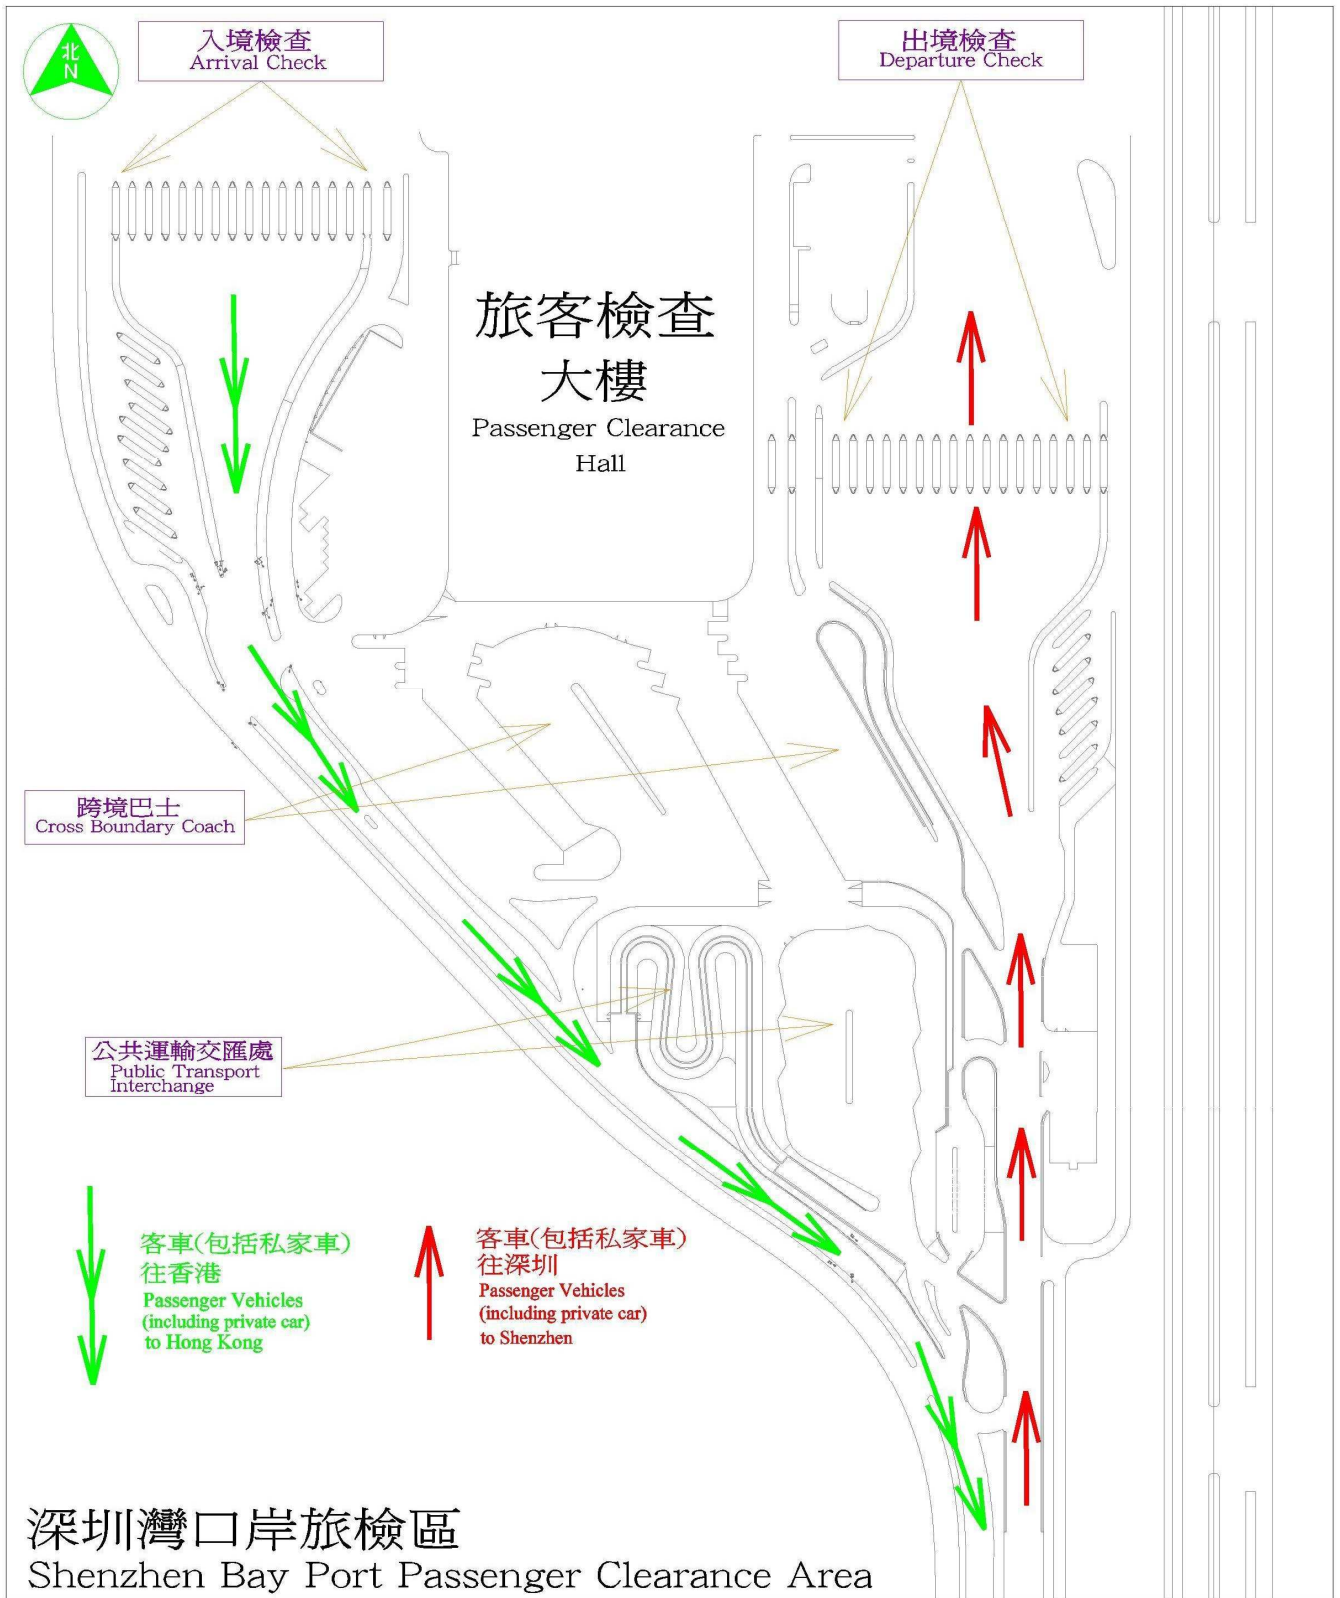 北
N
入境檢查
Arrival Check
出境檢查
Departure Check
旅客檢查
大樓
Passenger Clearance
Hall
跨境巴士
Cross Boundary Coach
公共運輸交匯處
Public Transport
Interchange
客車(包括私家車)
往香港
Passenger Vehicles
(including private car)
to Hong Kong
客車(包括私家車)
往深圳
Passenger Vehicles
(including private car)
to Shenzhen
深圳灣口岸旅檢區
Shenzhen Bay Port Passenger Clearance Area